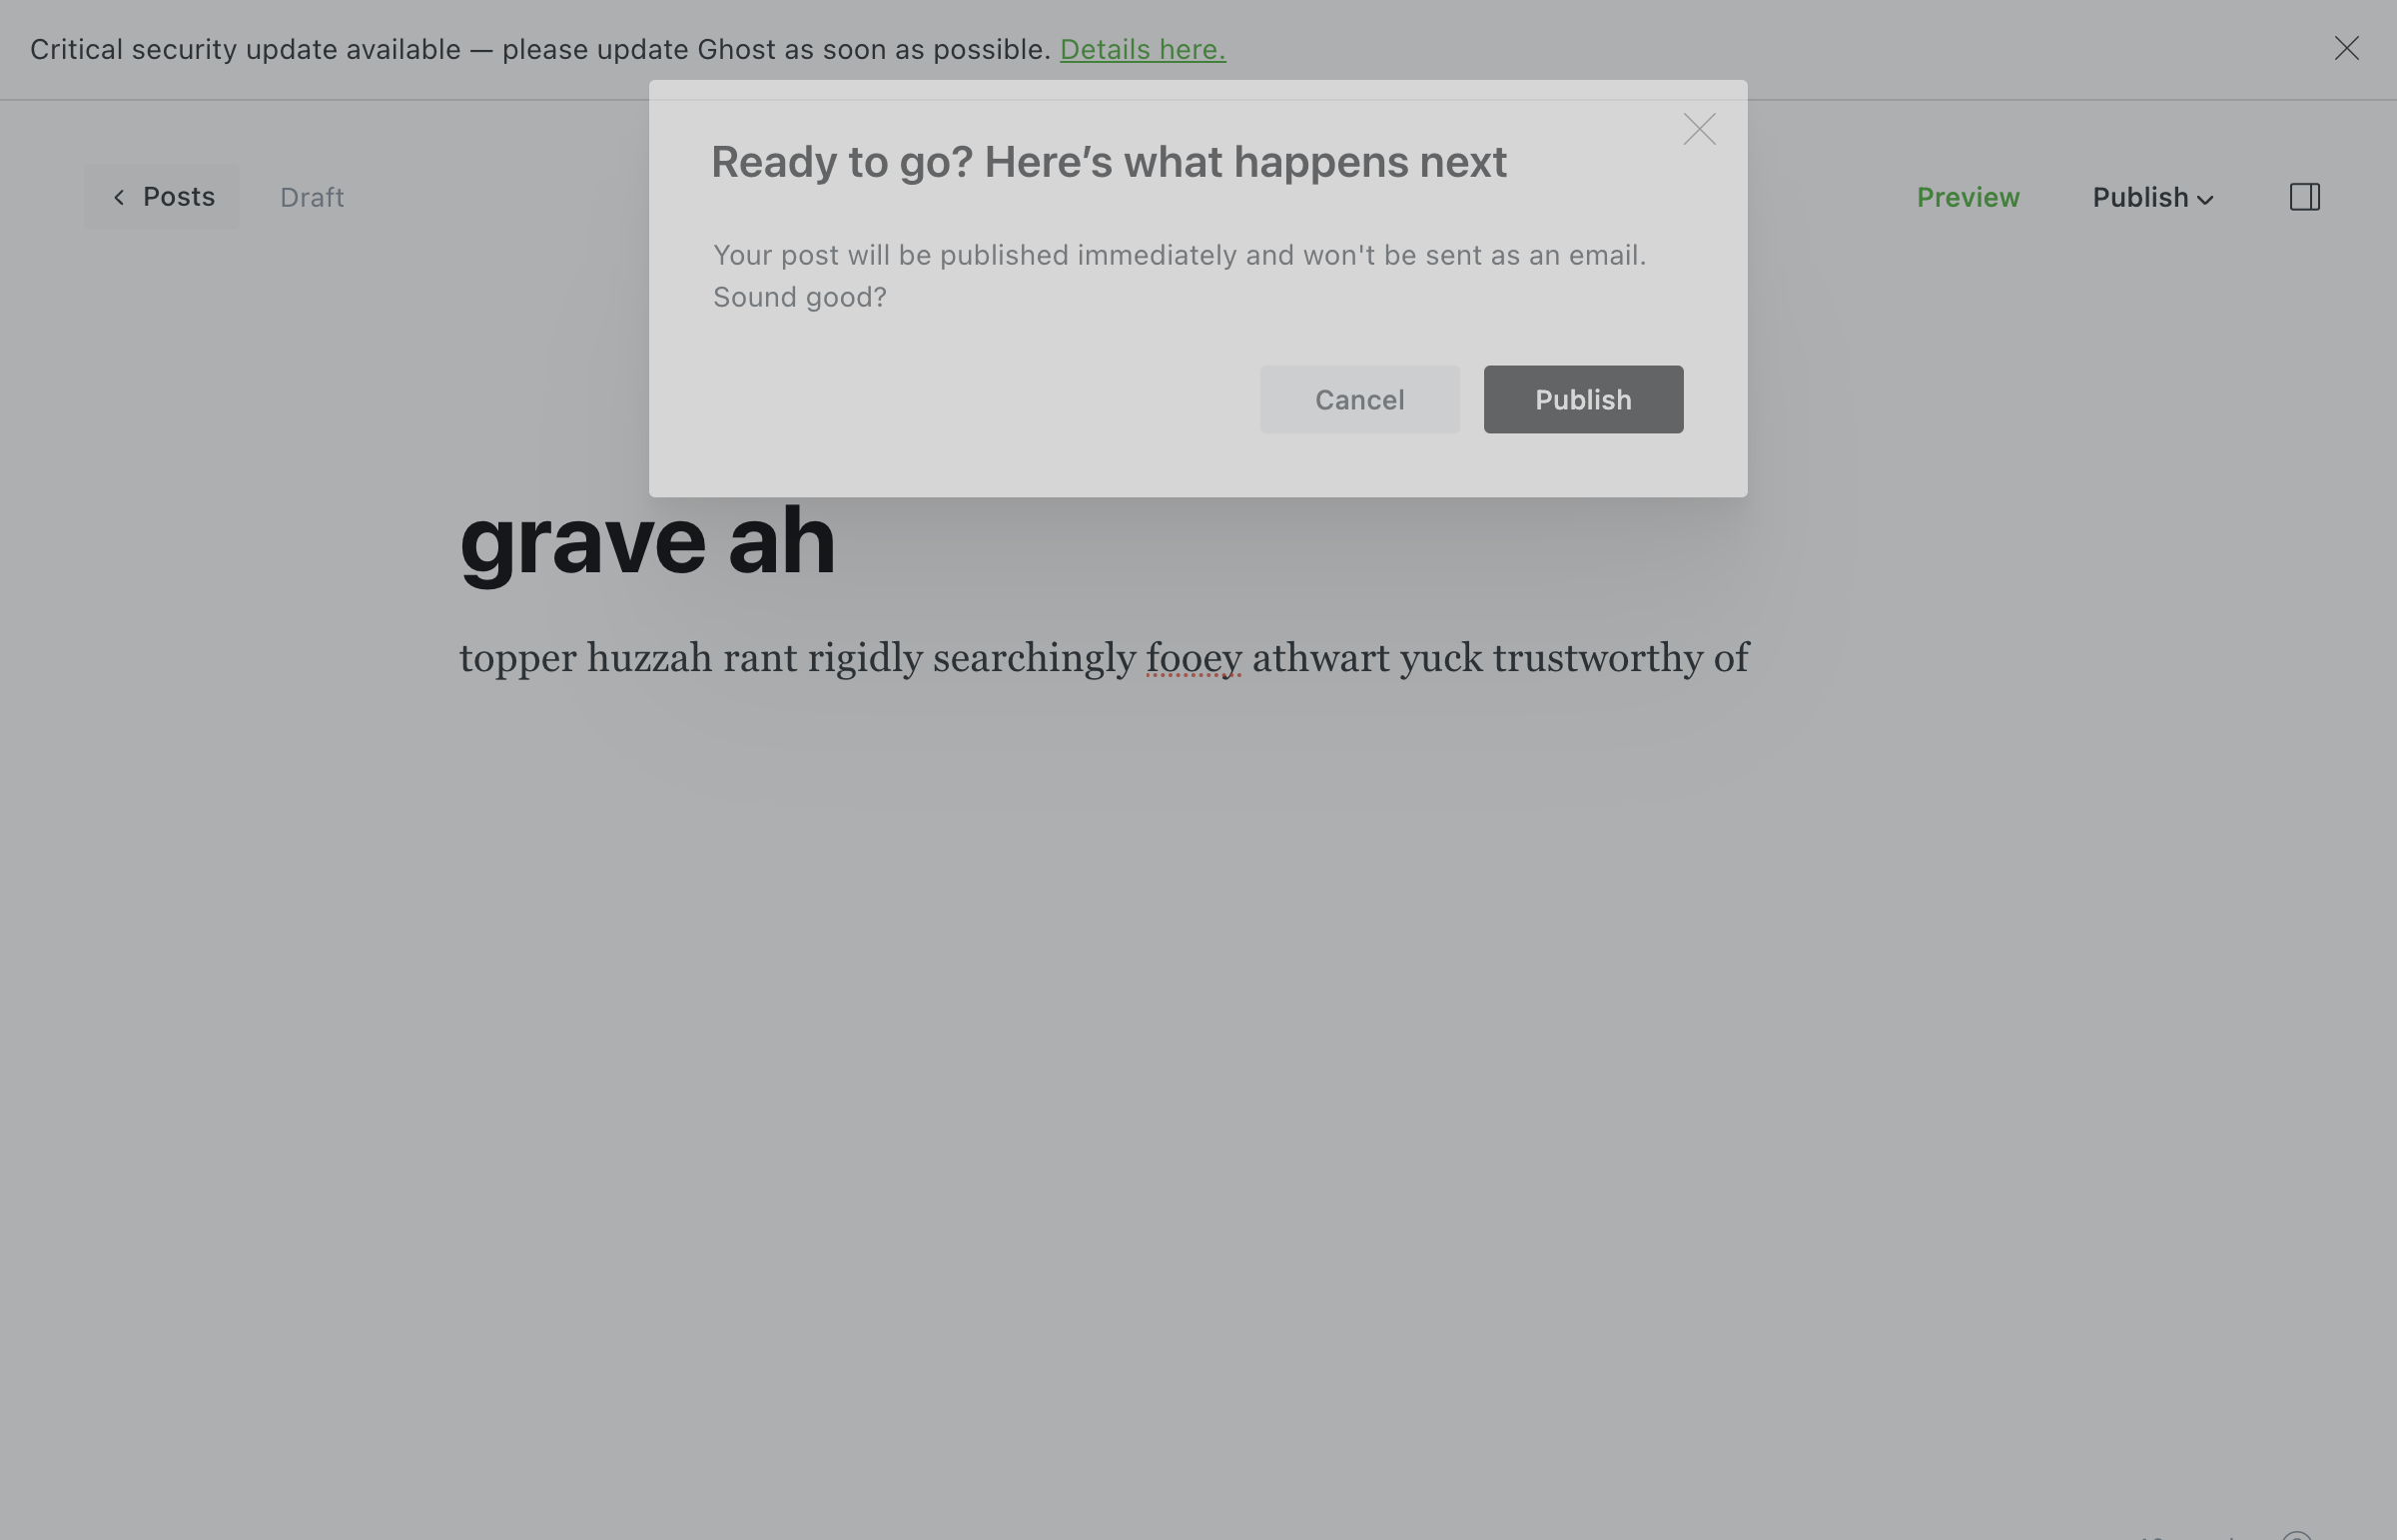 Critical security update available — please update Ghost as soon as possible. Details here.
Ready to go? Here’s what happens next
Posts
Draft
Preview
Publish
Your post will be published immediately and won't be sent as an email.
Sound good?
Cancel
Publish
grave ah
topper huzzah rant rigidly searchingly fooey athwart yuck trustworthy of